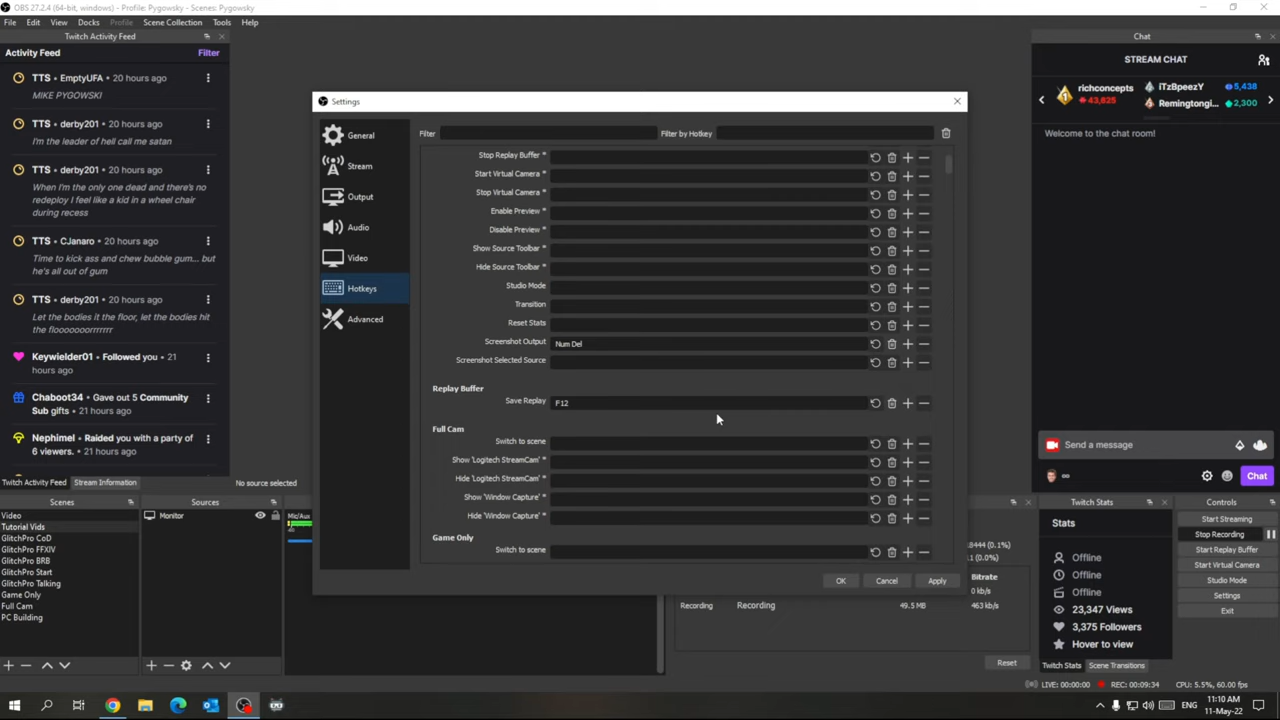 OBS 27.2.4 (64-bit, windows) - Profile: Pygowsky - Scenes: Pygowsky
File Edit View Docks Profile Scene Collection Tools Help
Twitch Activity Feed
Activity Feed Filter
TTS • EmptyUFA • 20 hours ago
MIKE PYGOWSKI
TTS • derby201 • 20 hours ago
I'm the leader of hell call me satan
TTS • derby201 • 20 hours ago
When I'm the only one dead and there's no
redeploy I feel like a kid in a wheel chair
during recess
TTS • CJanaro • 20 hours ago
Time to kick ass and chew bubble gum... but
he's all out of gum
TTS • derby201 • 20 hours ago
Let the bodies it the floor, let the bodies hit
the flooooooorrrrrrr
Keywielder01 • Followed you • 21
hours ago
Chaboot34 • Gave out 5 Community
Sub gifts • 21 hours ago
Nephimel • Raided you with a party of
6 viewers. • 21 hours ago
Twitch Activity Feed Stream Information
No source selected
Settings
General
Stream
Output
Audio
Video
Hotkeys
Advanced
Filter Filter by Hotkey
Stop Replay Buffer *
Start Virtual Camera *
Stop Virtual Camera *
Enable Preview *
Disable Preview *
Show Source Toolbar *
Hide Source Toolbar *
Studio Mode
Transition
Reset Stats
Screenshot Output Num Del
Screenshot Selected Source
Replay Buffer
Save Replay F12
Full Cam
Switch to scene
Show 'Logitech StreamCam' *
Hide 'Logitech StreamCam' *
Show 'Window Capture' *
Hide 'Window Capture' *
Game Only
Switch to scene
OK Cancel Apply
Chat
STREAM CHAT
1 richconcepts 43,625
iTzBpeezY 5,438
Remingtongi... 2,300
Welcome to the chat room!
Send a message
∞ Chat
Scenes
Video
Tutorial Vids
GlitchPro CoD
GlitchPro FFXIV
GlitchPro BRB
GlitchPro Start
GlitchPro Talking
Game Only
Full Cam
PC Building
Sources
Monitor
Mic/Aux
18444 (0.1%)
11 (0.0%)
Bitrate
0 kb/s
Recording Recording 49.5 MB 463 kb/s
Reset
Twitch Stats
Stats
Offline
Offline
Offline
23,347 Views
3,375 Followers
Hover to view
Twitch Stats Scene Transitions
Controls
Start Streaming
Stop Recording
Start Replay Buffer
Start Virtual Camera
Studio Mode
Settings
Exit
LIVE: 00:00:00 REC: 00:09:34 CPU: 5.5%, 60.00 fps
ENG
11:10 AM
11-May-22